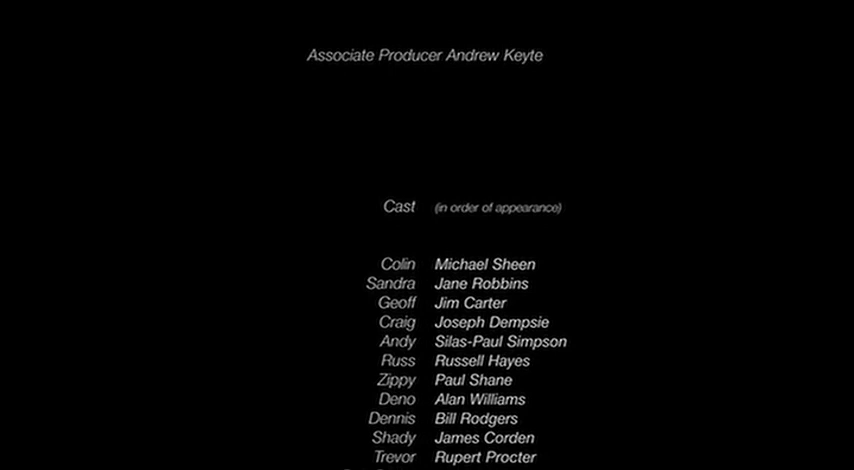 Associate Producer Andrew Keyte
Cast (in order of appearance)
Colin Michael Sheen
Sandra Jane Robbins
Geoff Jim Carter
Craig Joseph Dempsie
Andy Silas-Paul Simpson
Russ Russell Hayes
Zippy Paul Shane
Deno Alan Williams
Dennis Bill Rodgers
Shady James Corden
Trevor Rupert Procter